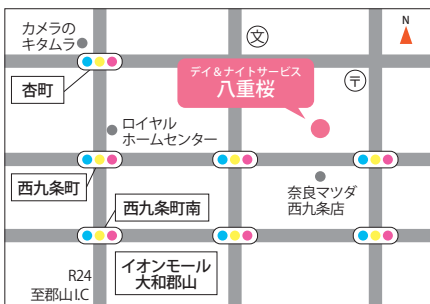 カメラの
キタムラ
文
N
デイ&ナイトサービス
八重桜
〒
杏町
ロイヤル
ホームセンター
西九条町
奈良マツダ
西九条店
西九条町南
イオンモール
大和郡山
R24
至郡山I.C